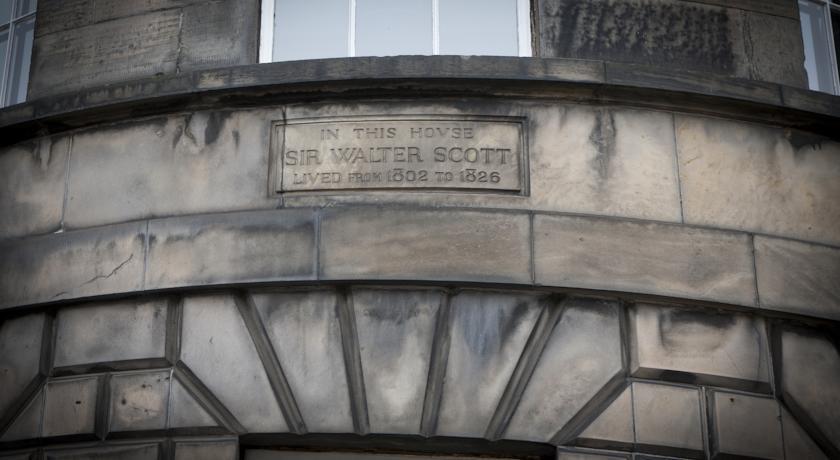 IN THIS HOVSE
SIR WALTER SCOTT
LIVED FROM 1802 TO 1826